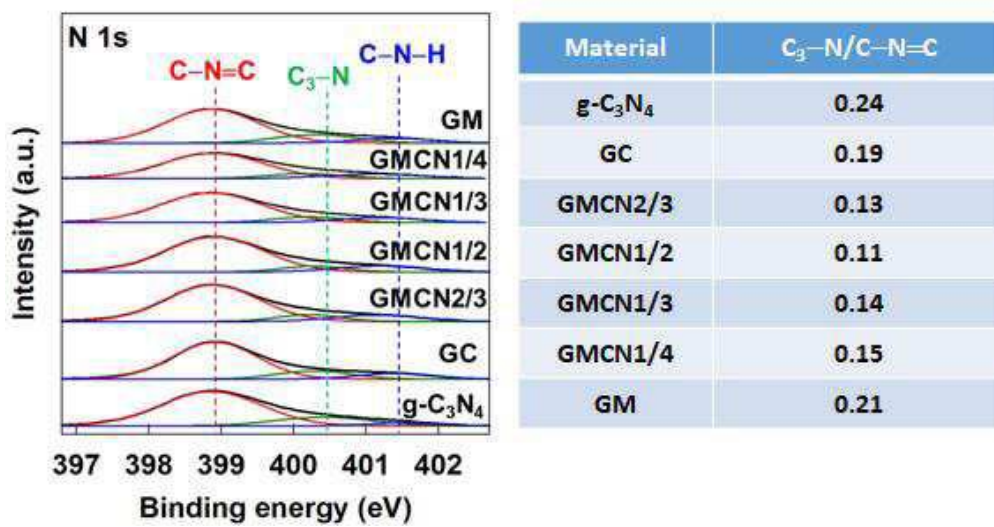 N 1s
C–N–H
C–N=C
C₃–N
GM
GMCN1/4
GMCN1/3
GMCN1/2
GMCN2/3
GC
g-C₃N₄
Intensity (a.u.)
397 398 399 400 401 402
Binding energy (eV)
Material C₃–N/C–N=C
g-C₃N₄ 0.24
GC 0.19
GMCN2/3 0.13
GMCN1/2 0.11
GMCN1/3 0.14
GMCN1/4 0.15
GM 0.21